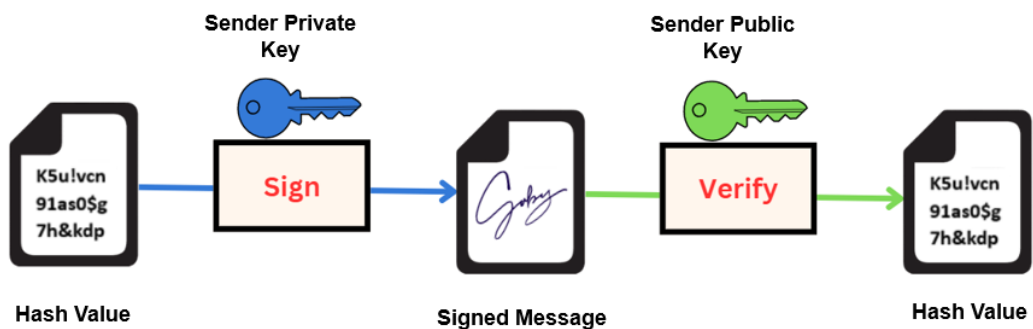 Sender Private
Key
Sender Public
Key
K5u!vcn
91as0$g
7h&kdp
Sign
Goby
Verify
K5u!vcn
91as0$g
7h&kdp
Hash Value
Signed Message
Hash Value